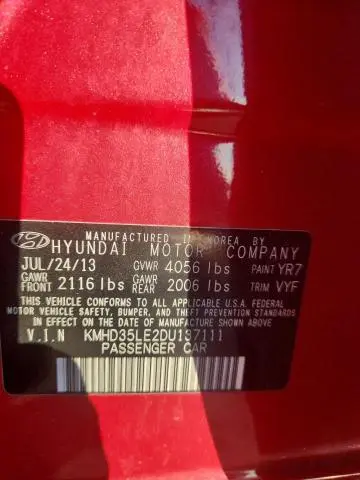 MANUFACTURED IN KOREA BY
HYUNDAI MOTOR COMPANY
JUL/24/13 GVWR 4056 lbs PAINT YR7
GAWR FRONT 2116 lbs GAWR REAR 2006 lbs TRIM VYF
THIS VEHICLE CONFORMS TO ALL APPLICABLE U.S.A. FEDERAL
MOTOR VEHICLE SAFETY, BUMPER, AND THEFT PREVENTION STANDARDS
IN EFFECT ON THE DATE OF MANUFACTURE SHOWN ABOVE.
V.I.N KMHD35LE2DU137111
PASSENGER CAR